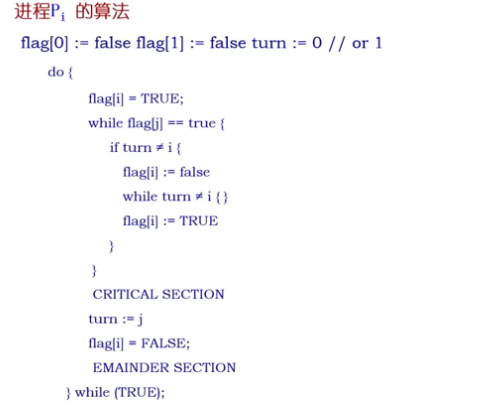 进程Pi 的算法
flag[0] := false flag[1] := false turn := 0 // or 1
do {
flag[i] = TRUE;
while flag[j] == true {
if turn ≠ i {
flag[i] := false
while turn ≠ i {}
flag[i] := TRUE
}
}
CRITICAL SECTION
turn := j
flag[i] = FALSE;
EMAINDER SECTION
} while (TRUE);